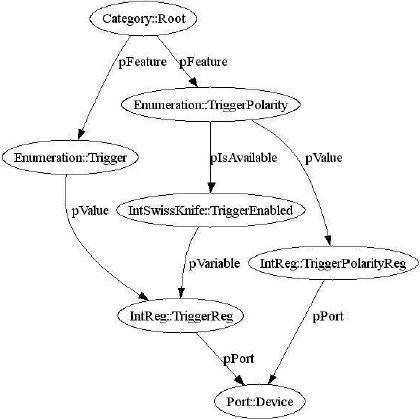 Category::Root
pFeature
pFeature
Enumeration::TriggerPolarity
Enumeration::Trigger
pIsAvailable
pValue
pValue
IntSwissKnife::TriggerEnabled
pVariable
IntReg::TriggerPolarityReg
IntReg::TriggerReg
pPort
pPort
Port::Device